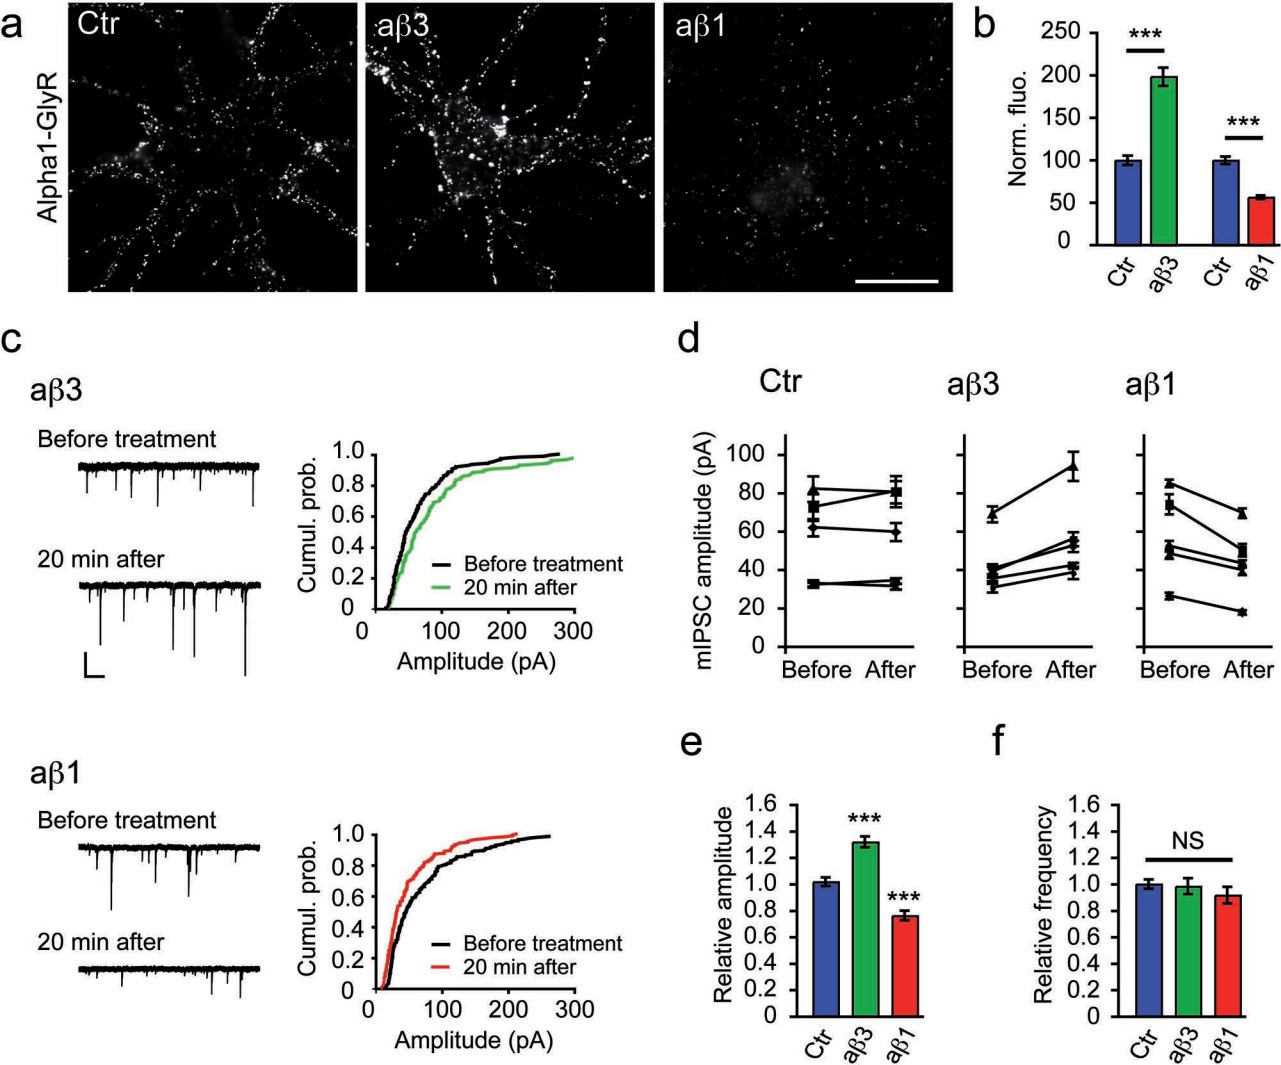 a
Ctr
aβ3
aβ1
Alpha1-GlyR
b
Norm. fluo.
250
200
150
100
50
0
***
***
Ctr
aβ3
Ctr
aβ1
c
aβ3
Before treatment
20 min after
Cumul. prob.
1.0
0.8
0.6
0.4
0.2
0
Before treatment
20 min after
0
100
200
300
Amplitude (pA)
aβ1
Before treatment
20 min after
Cumul. prob.
1.0
0.8
0.6
0.4
0.2
0
Before treatment
20 min after
0
100
200
300
Amplitude (pA)
d
Ctr
aβ3
aβ1
mIPSC amplitude (pA)
100
80
60
40
20
0
Before After
Before After
Before After
e
Relative amplitude
1.6
1.4
1.2
1.0
0.8
0.6
0.4
0.2
0
***
***
Ctr
aβ3
aβ1
f
Relative frequency
1.6
1.4
1.2
1.0
0.8
0.6
0.4
0.2
0
NS
Ctr
aβ3
aβ1